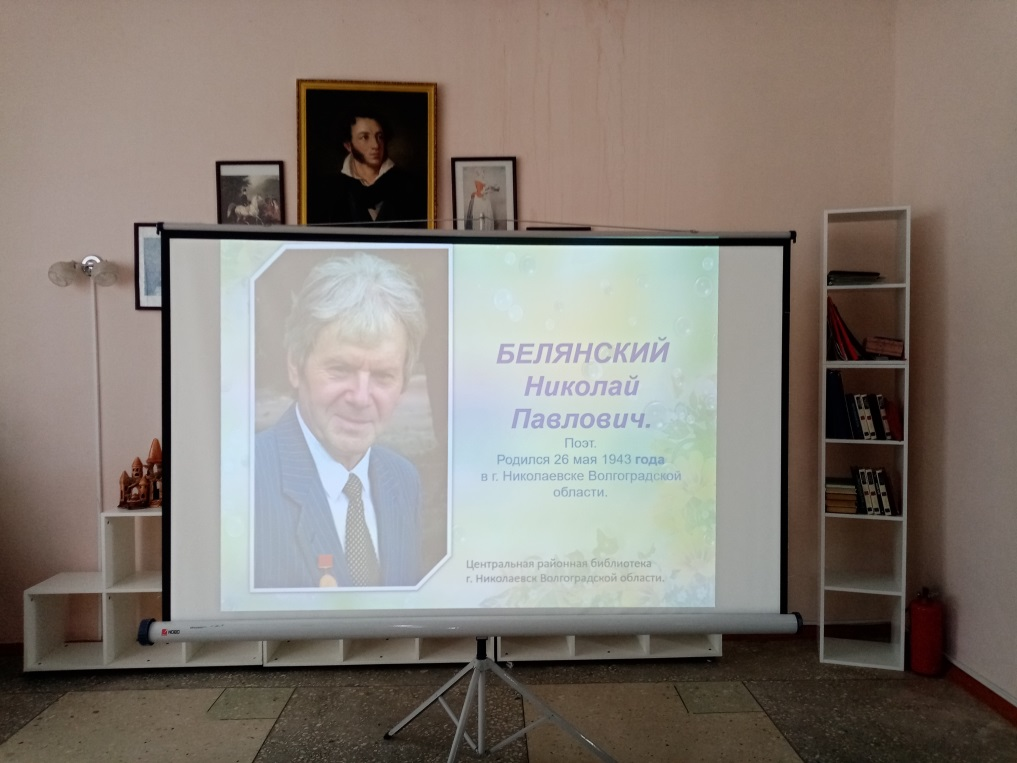 БЕЛЯНСКИЙ
Николай
Павлович.
Поэт.
Родился 26 мая 1943 года
в г. Николаевске Волгоградской
области.
Центральная районная библиотека
г. Николаевск Волгоградской области.